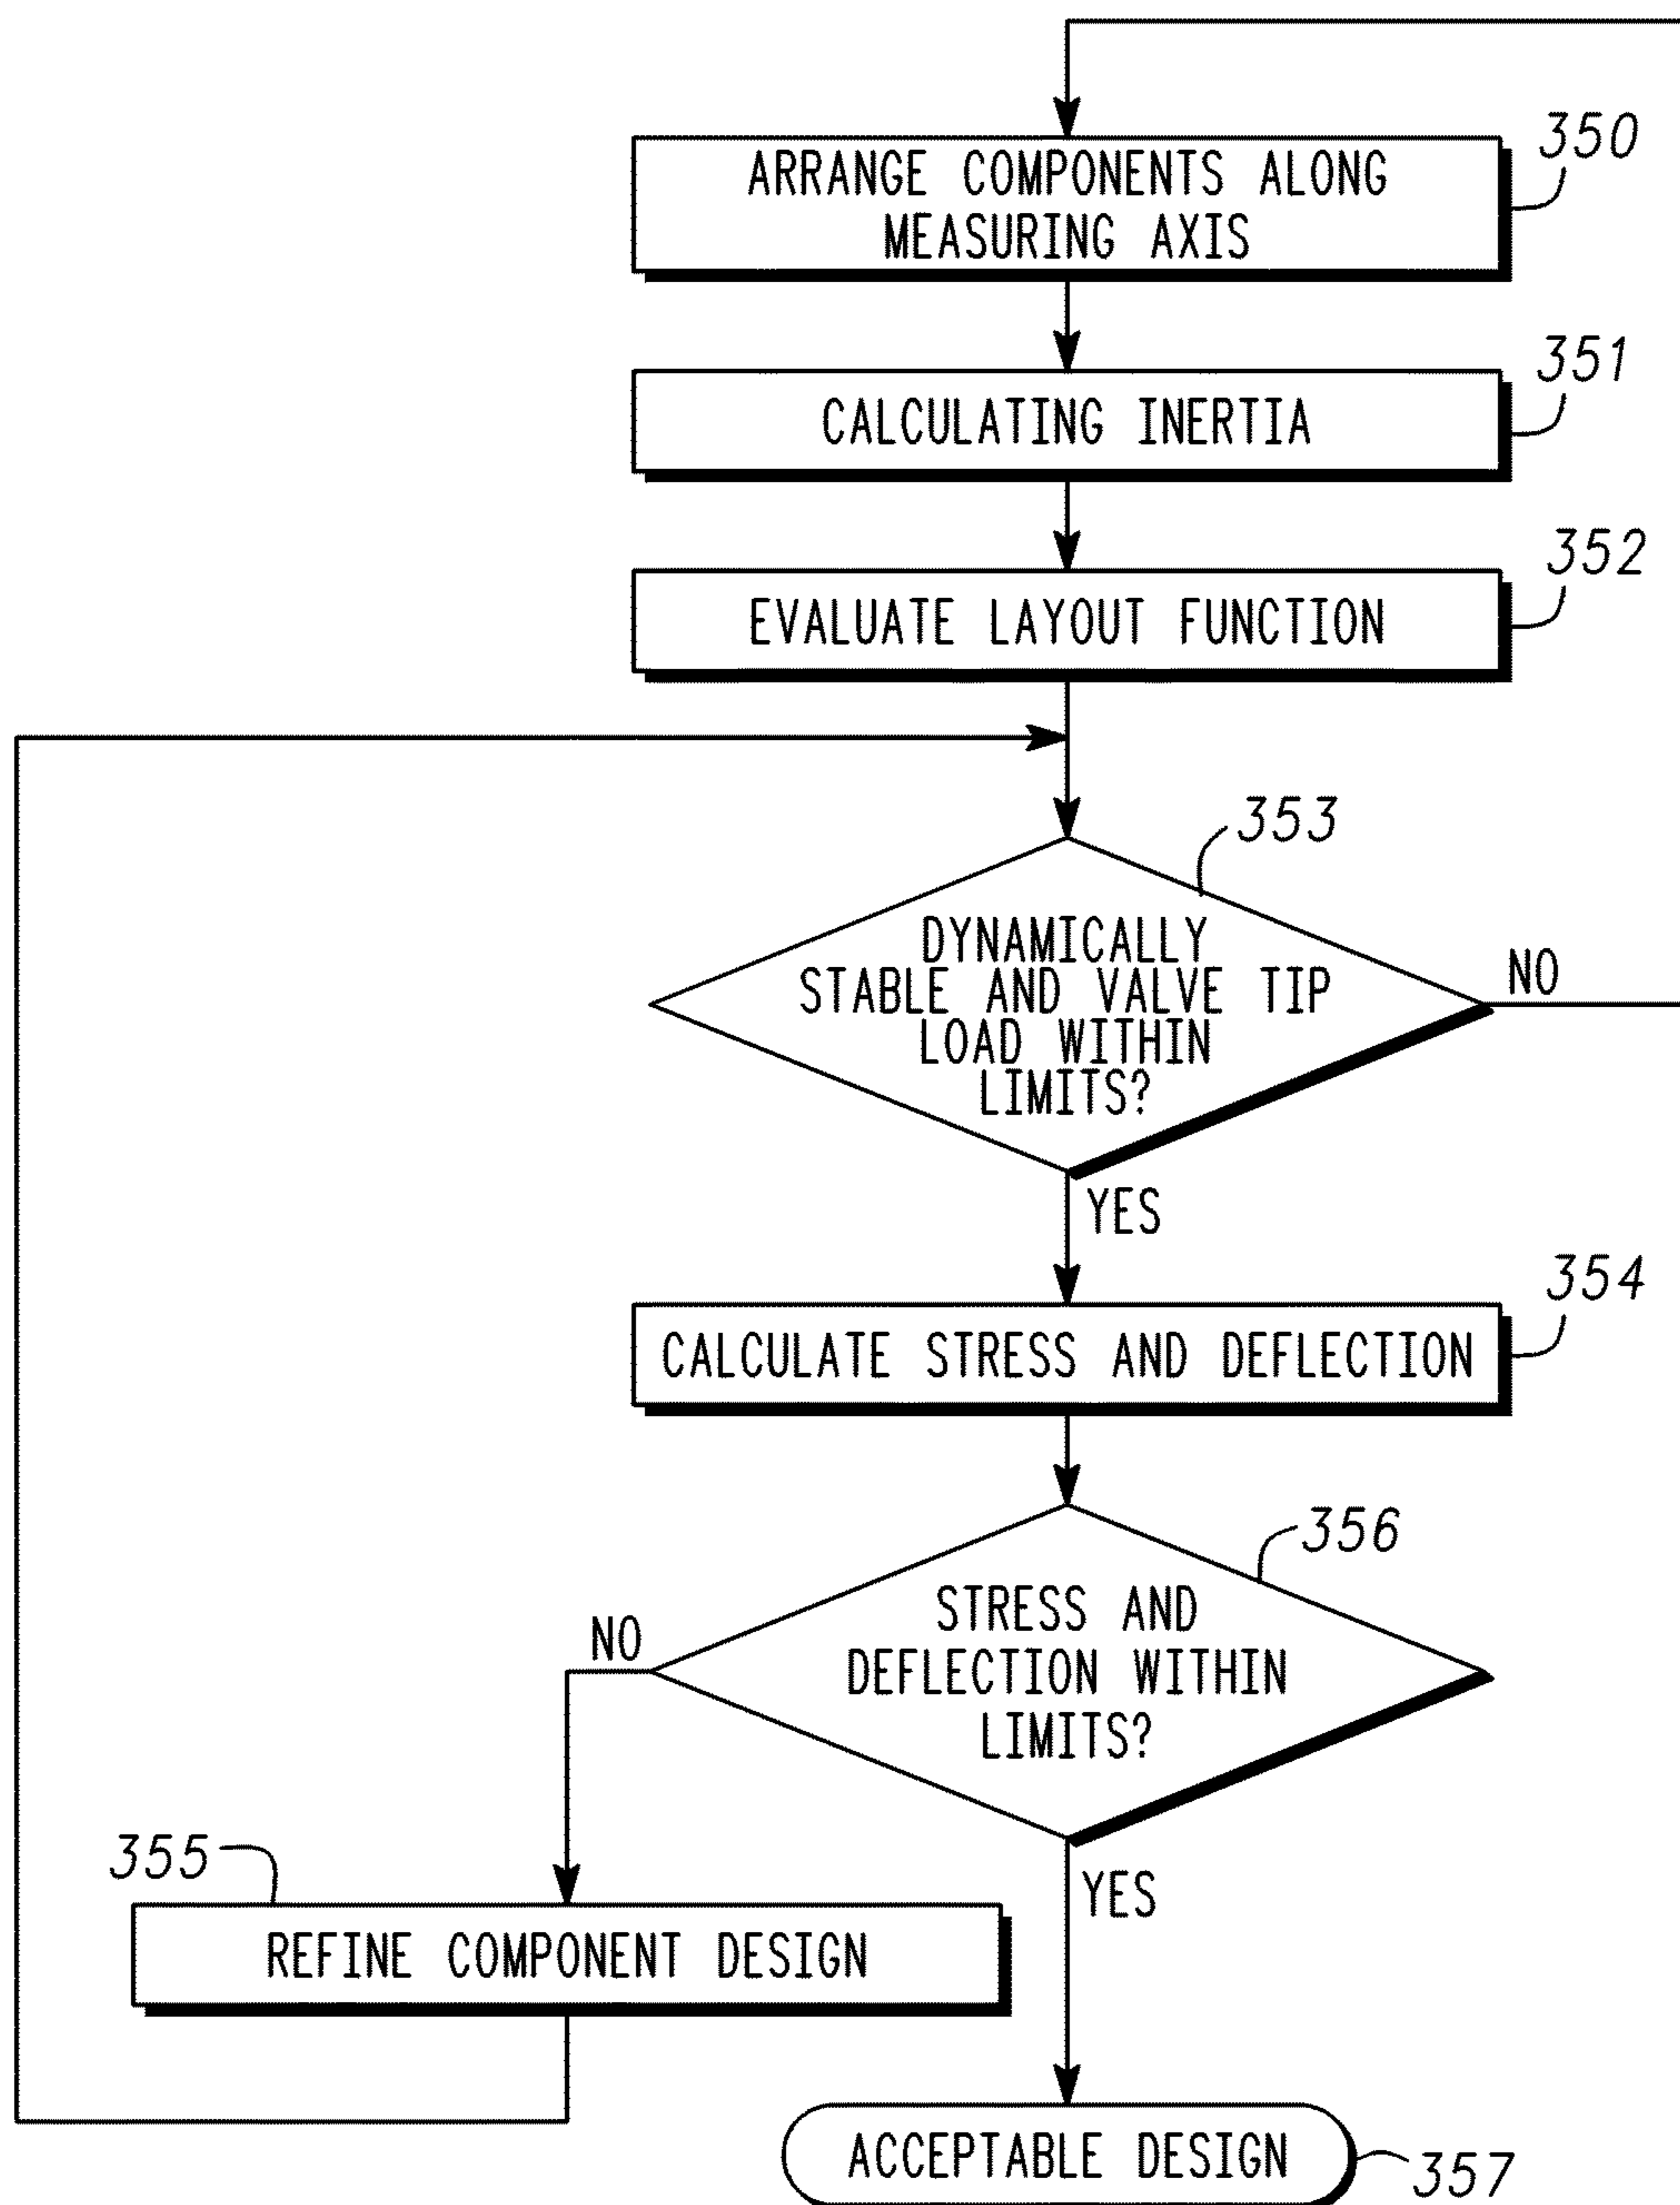 350
ARRANGE COMPONENTS ALONG
MEASURING AXIS
351
CALCULATING INERTIA
352
EVALUATE LAYOUT FUNCTION
353
DYNAMICALLY
STABLE AND VALVE TIP
LOAD WITHIN
LIMITS?
NO
YES
354
CALCULATE STRESS AND DEFLECTION
356
STRESS AND
DEFLECTION WITHIN
LIMITS?
NO
355
YES
REFINE COMPONENT DESIGN
ACCEPTABLE DESIGN
357